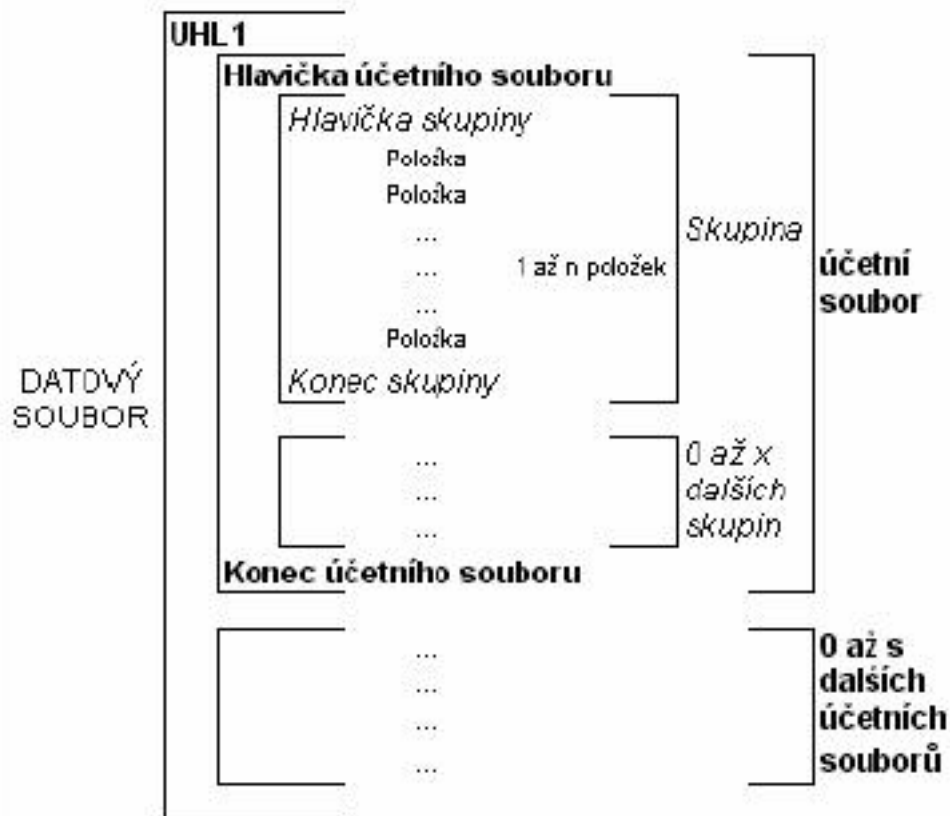 UHL1
Hlavička účetního souboru
Hlavička skupiny
Položka
Položka
...
...
...
1 až n položek
Položka
Konec skupiny
Skupina
účetní
soubor
DATOVÝ
SOUBOR
...
...
...
0 až x
dalších
skupin
Konec účetního souboru
...
...
...
...
0 až s
dalších
účetních
souborů